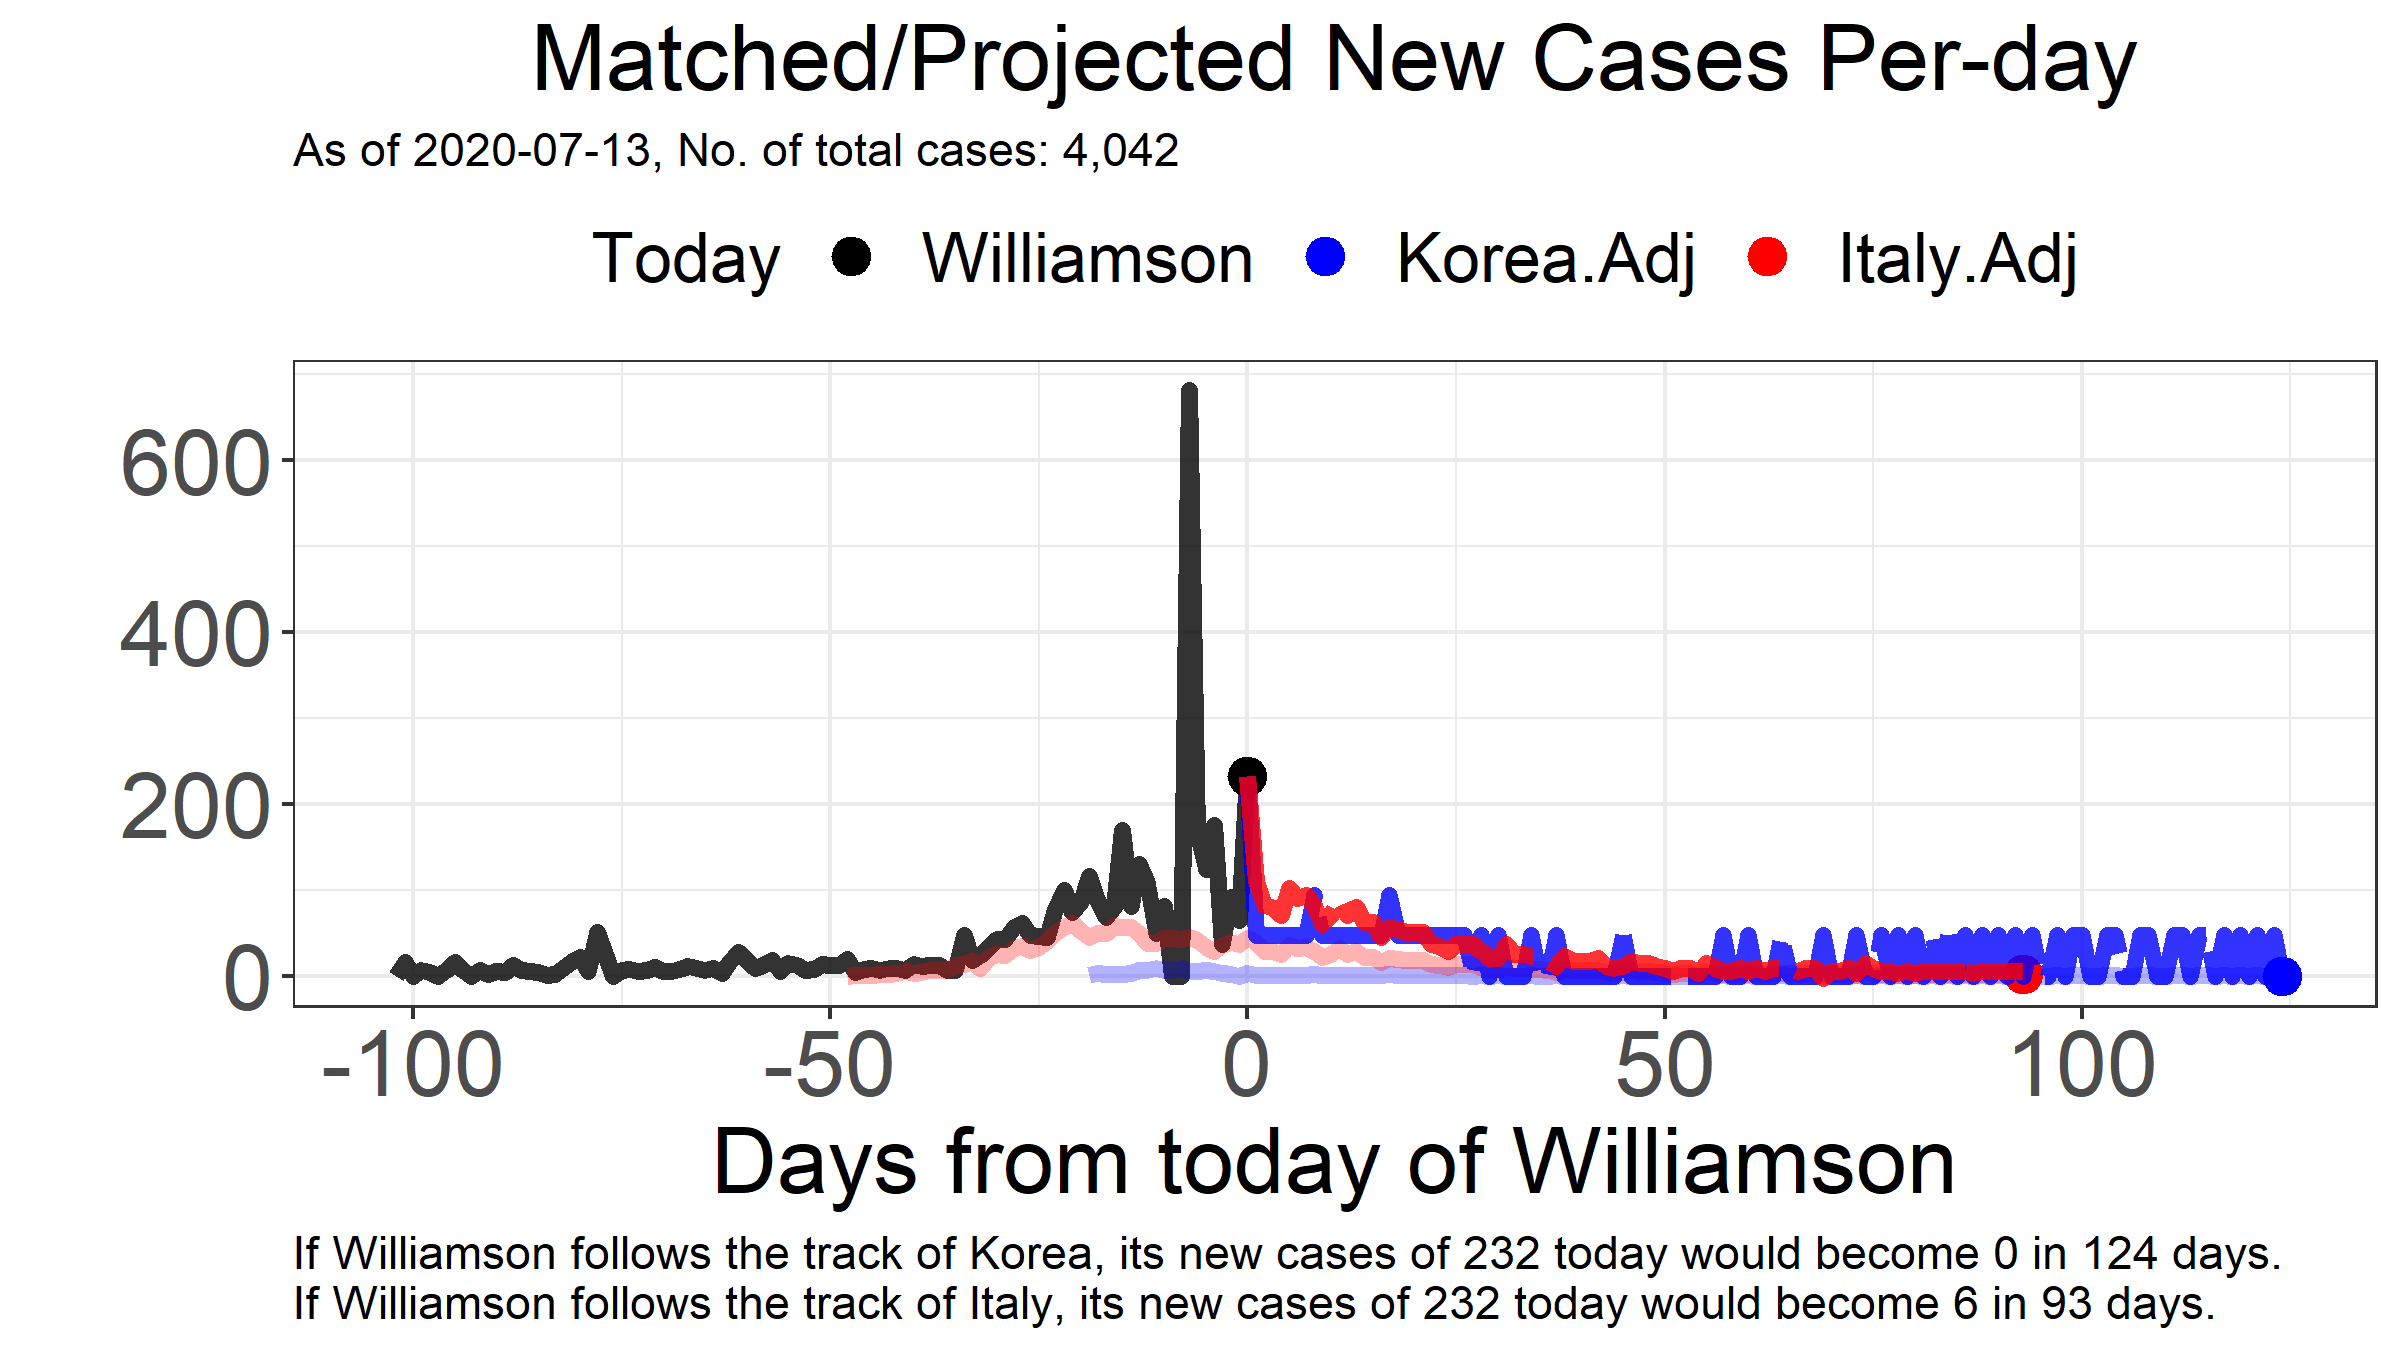 Matched/Projected New Cases Per-day
As of 2020-07-13, No. of total cases: 4,042
Today Williamson Korea.Adj Italy.Adj
600
400
200
0
-100 -50 0 50 100
Days from today of Williamson
If Williamson follows the track of Korea, its new cases of 232 today would become 0 in 124 days.
If Williamson follows the track of Italy, its new cases of 232 today would become 6 in 93 days.